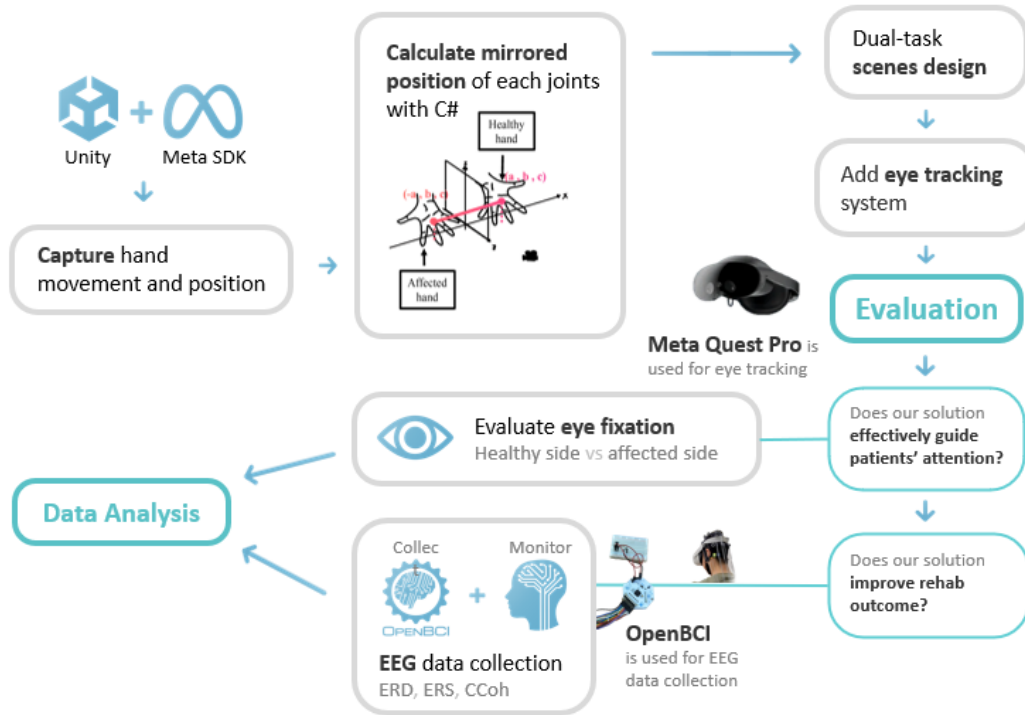 Unity
Meta SDK
Capture hand
movement and position
Calculate mirrored
position of each joints
with C#
Healthy
hand
(a , b , c)
(-a, b, c)
x
z
y
Affected
hand
Dual-task
scenes design
Add eye tracking
system
Meta Quest Pro is
used for eye tracking
Evaluation
Does our solution
effectively guide
patients’ attention?
Evaluate eye fixation
Healthy side vs affected side
Data Analysis
Does our solution
improve rehab
outcome?
OpenBCI
is used for EEG
data collection
Collec
t
Monitor
OPENBCI
EEG data collection
ERD, ERS, CCoh